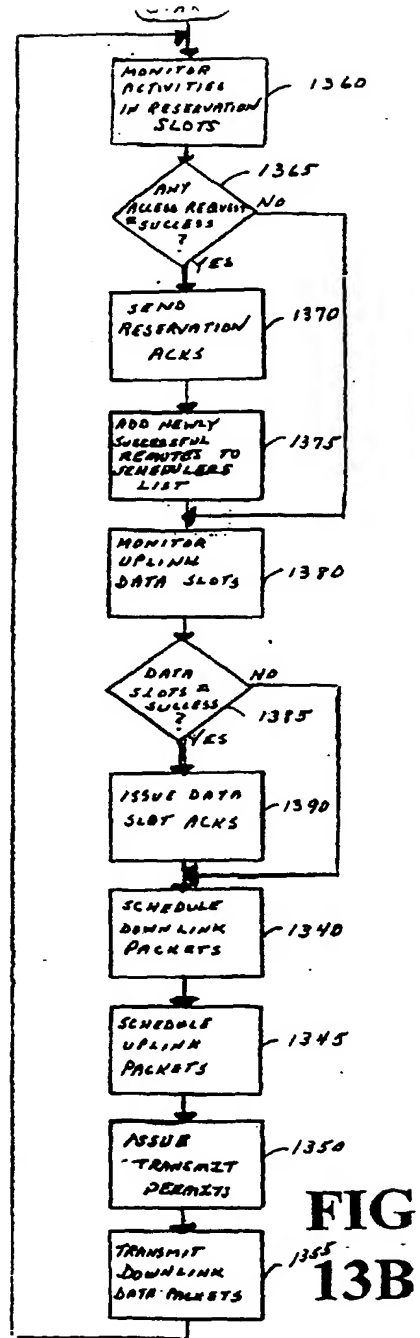 MONITOR
ACTIVITIES
IN RESERVATION
SLOTS
1360
1365
ANY
ACCESS REQUEST
= SUCCESS
?
NO
YES
SEND
RESERVATION
ACKS
1370
ADD NEWLY
SUCCESSFUL
REMOTES TO
SCHEDULERS
LIST
1375
MONITOR
UPLINK
DATA SLOTS
1380
DATA
SLOTS =
SUCCESS
?
NO
1385
YES
ISSUE DATA
SLOT ACKS
1390
SCHEDULE
DOWNLINK
PACKETS
1340
SCHEDULE
UPLINK
PACKETS
1345
ISSUE
TRANSMIT
PERMITS
1350
TRANSMIT
DOWNLINK
DATA PACKETS
1355
FIG
13B